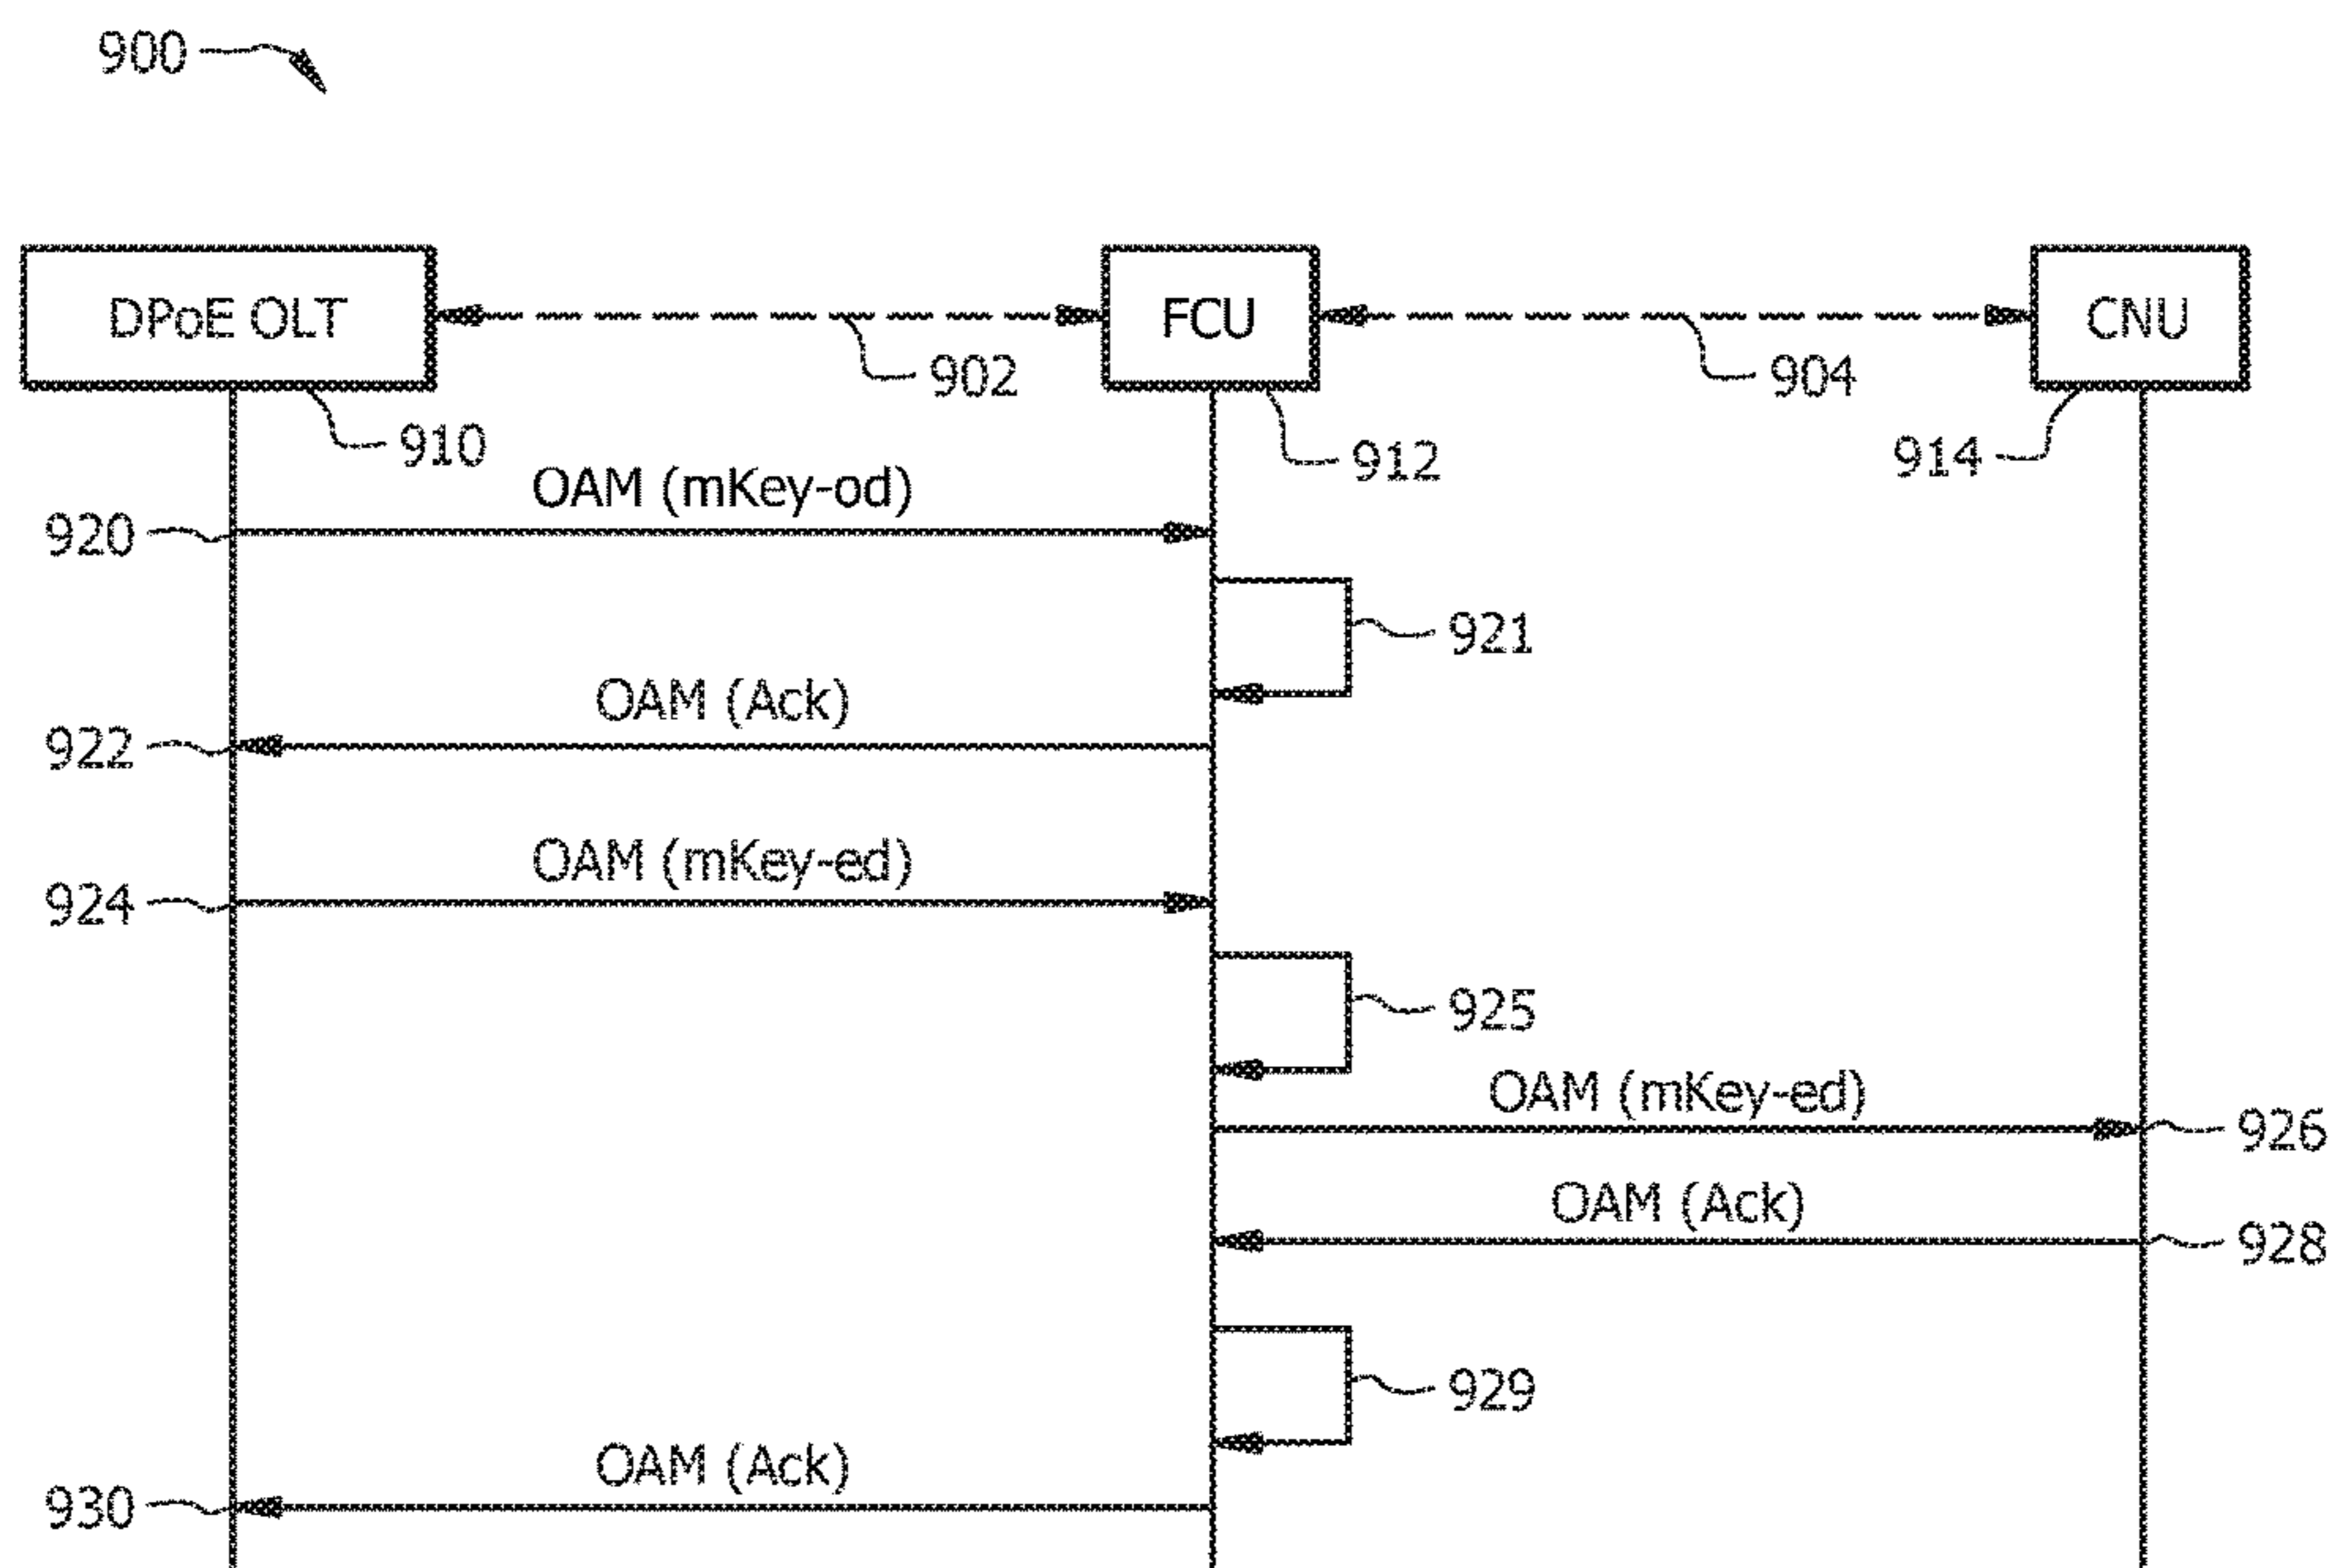 900
DPoE OLT
FCU
CNU
902
904
910
912
914
OAM (mKey-od)
920
921
OAM (Ack)
922
OAM (mKey-ed)
924
925
OAM (mKey-ed)
926
OAM (Ack)
928
929
OAM (Ack)
930